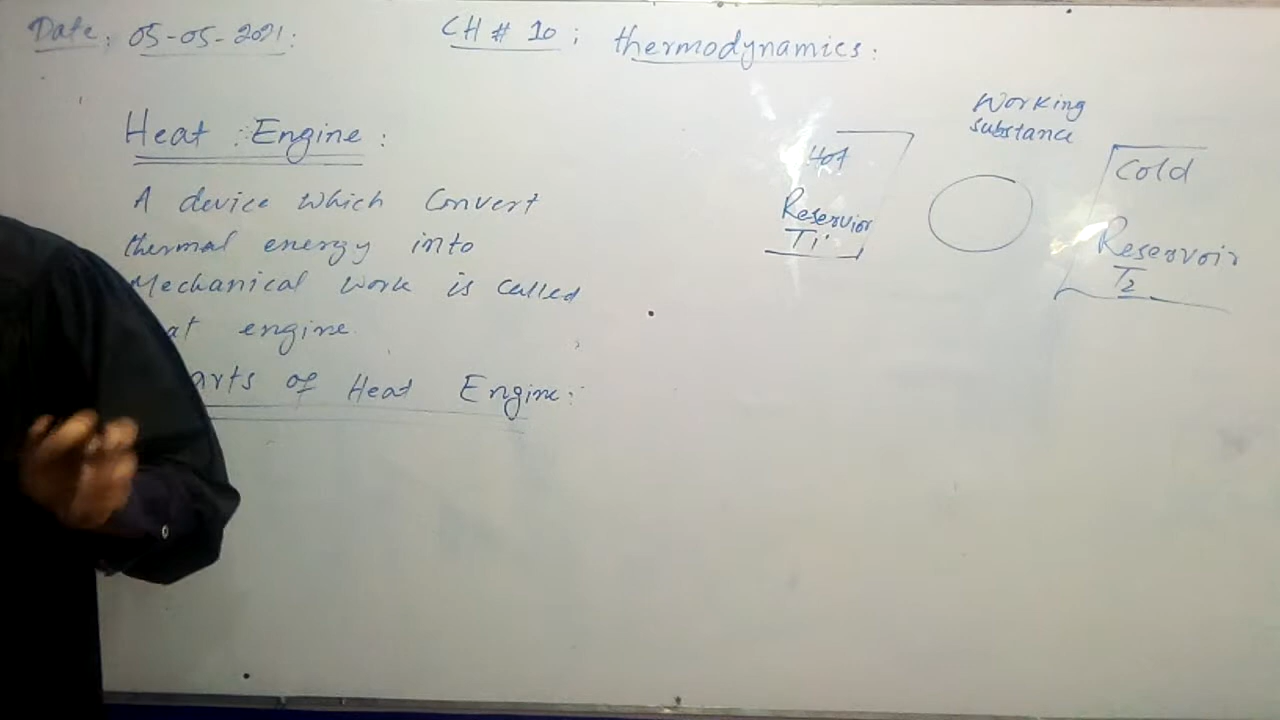 Date: 05-05-2021:
CH # 10; thermodynamics:
Heat : Engine:
A device which Convert
thermal energy into
Mechanical work is called
at engine.
arts of Heat Engine:
Working
substance
Hot
Reservior
T1
Cold
Reservoir
T2